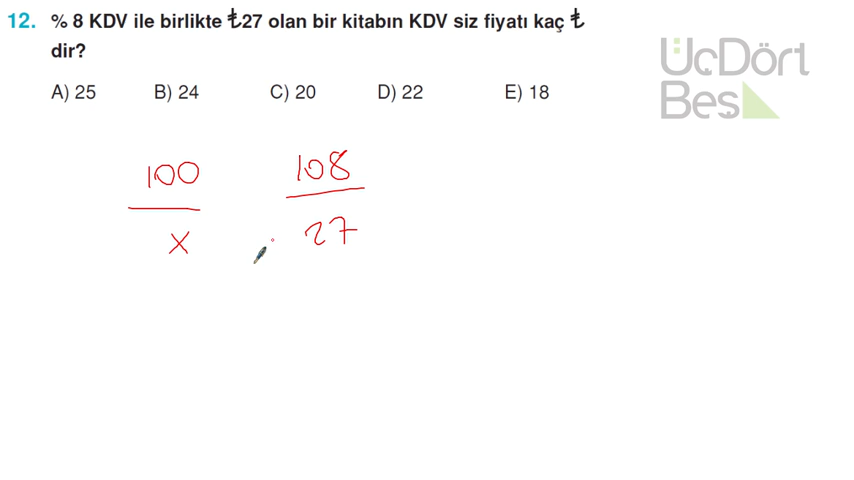 12. % 8 KDV ile birlikte ₺27 olan bir kitabın KDV siz fiyatı kaç ₺
dir?
A) 25 B) 24 C) 20 D) 22 E) 18
ÜçDört
Beş
100 108
x 27